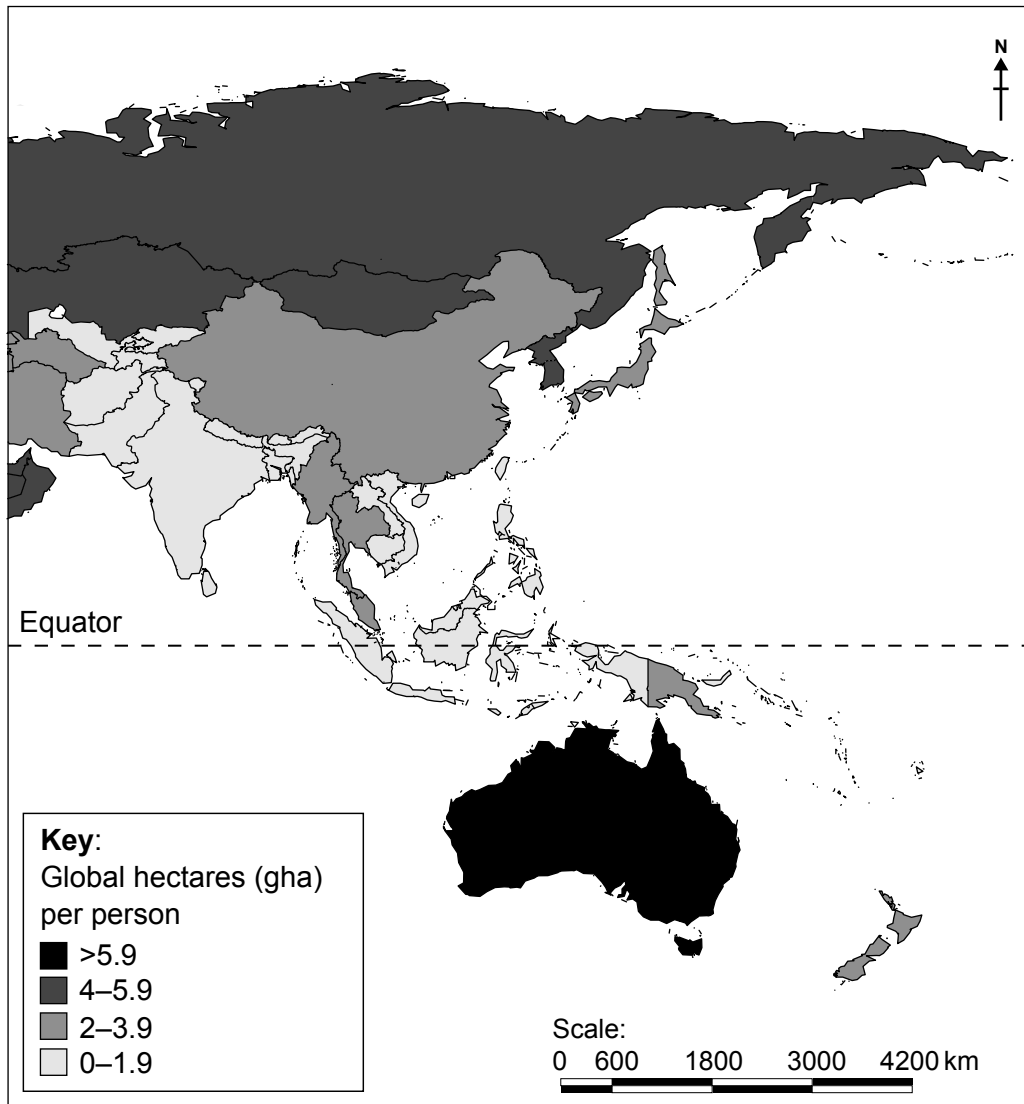 N
Equator
Key:
Global hectares (gha)
per person
>5.9
4–5.9
2–3.9
0–1.9
Scale:
0 600 1800 3000 4200 km